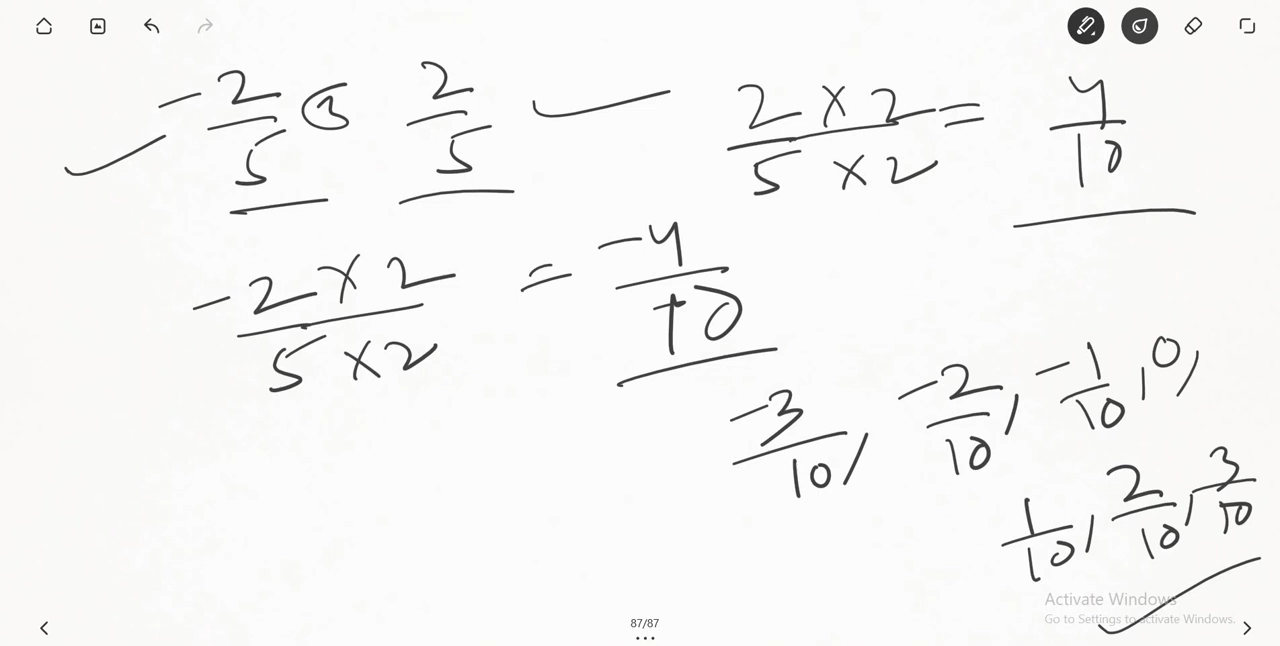 -2/5 & 2/5
2 × 2 / 5 × 2 = 4/10
-2 × 2 / 5 × 2 = -4/10
-3/10, -2/10, -1/10, 0,
1/10, 2/10, 3/10
Activate Windows
Go to Settings to activate Windows.
87/87